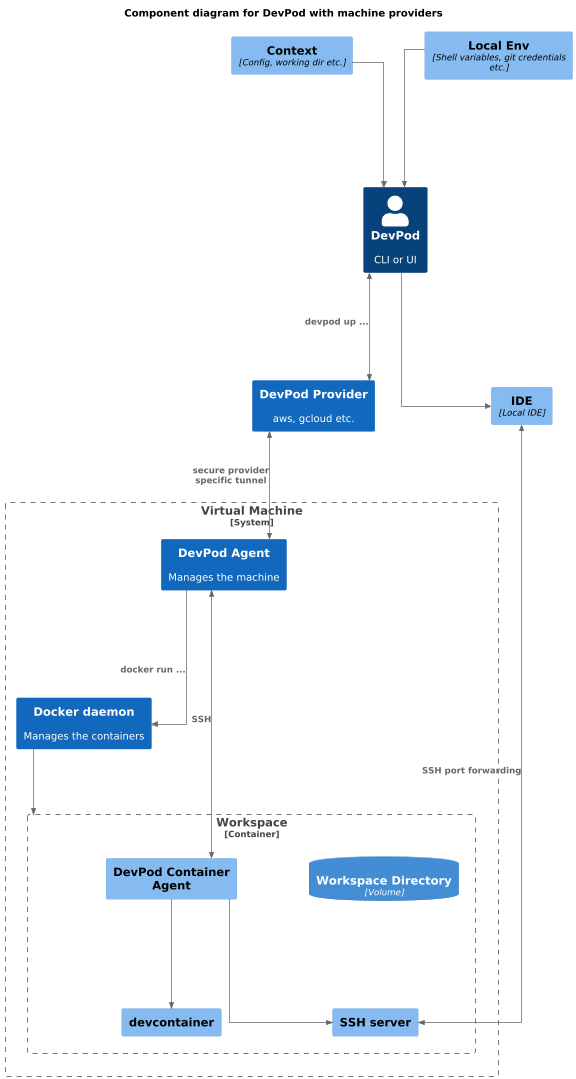 Component diagram for DevPod with machine providers
Context
[Config, working dir etc.]
Local Env
[Shell variables, git credentials
etc.]
DevPod
CLI or UI
devpod up ...
DevPod Provider
aws, gcloud etc.
IDE
[Local IDE]
secure provider
specific tunnel
Virtual Machine
[System]
DevPod Agent
Manages the machine
docker run ...
Docker daemon
Manages the containers
SSH
SSH port forwarding
Workspace
[Container]
DevPod Container
Agent
Workspace Directory
[Volume]
devcontainer
SSH server